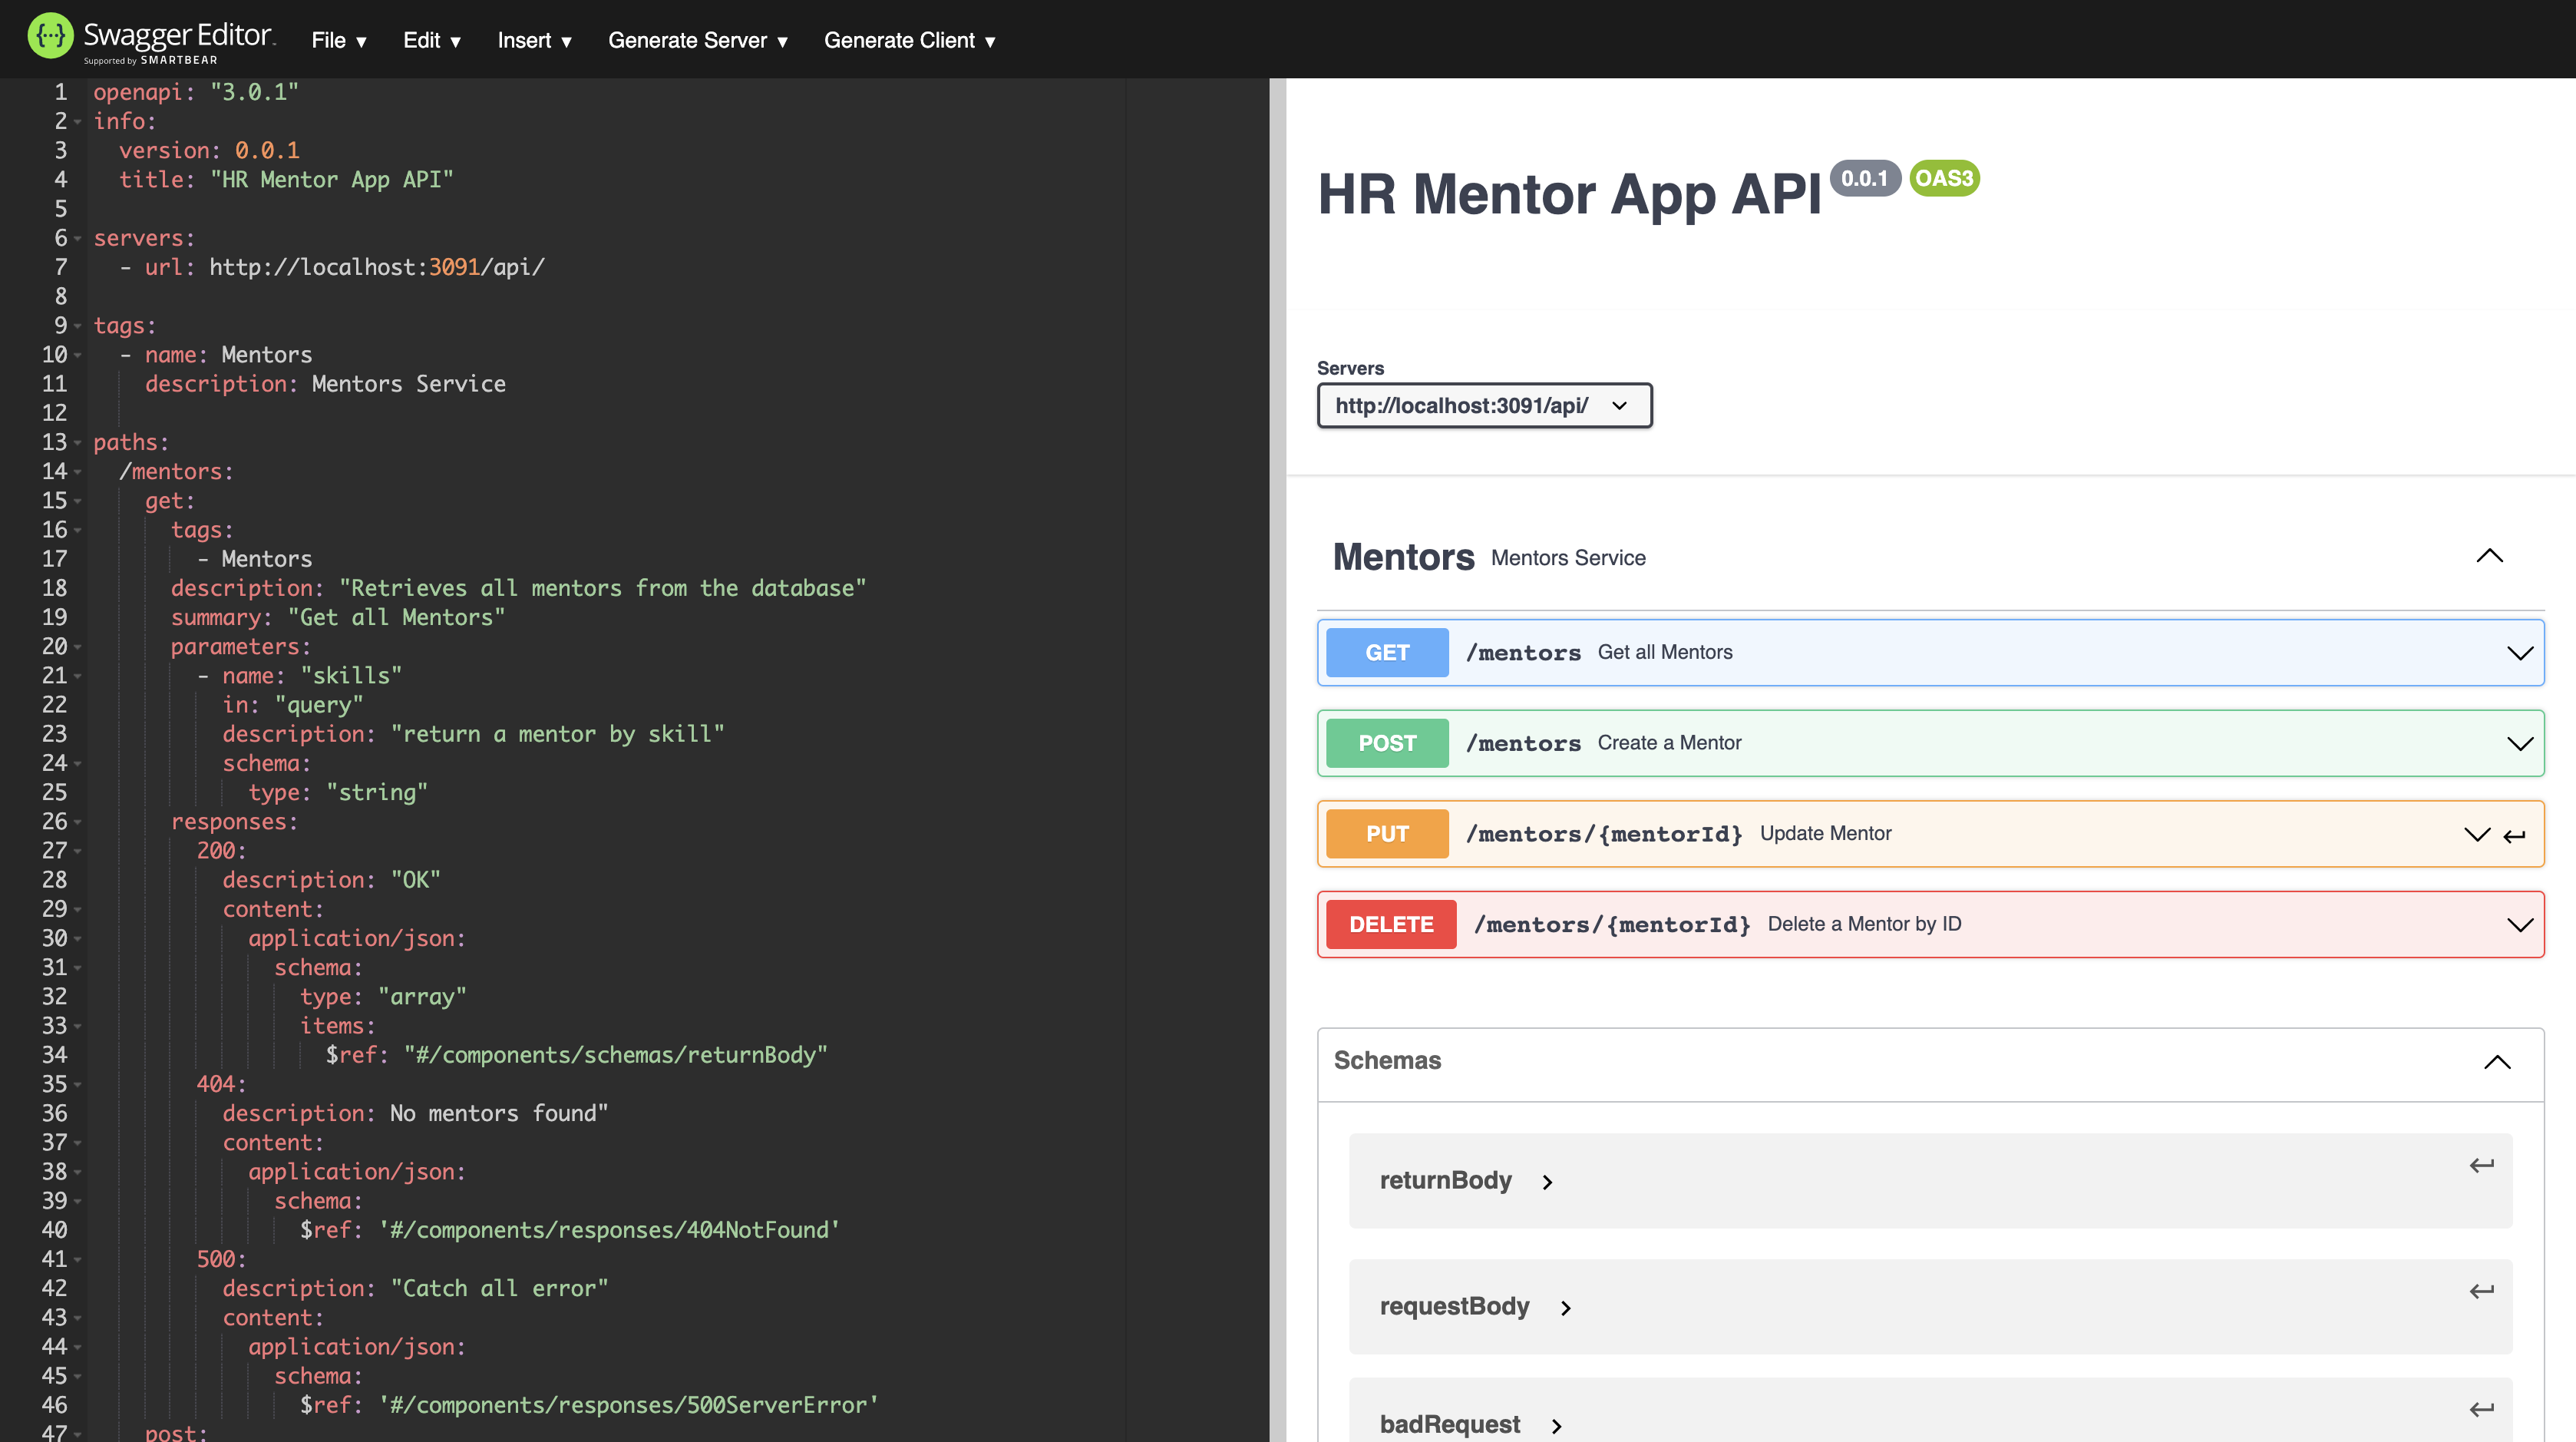 {···} Swagger Editor
Supported by SMARTBEAR
File ▼ Edit ▼ Insert ▼ Generate Server ▼ Generate Client ▼
1 openapi: "3.0.1"
2 info:
3   version: 0.0.1
4   title: "HR Mentor App API"
5
6 servers:
7   - url: http://localhost:3091/api/
8
9 tags:
10   - name: Mentors
11     description: Mentors Service
12
13 paths:
14   /mentors:
15     get:
16       tags:
17         - Mentors
18       description: "Retrieves all mentors from the database"
19       summary: "Get all Mentors"
20       parameters:
21         - name: "skills"
22           in: "query"
23           description: "return a mentor by skill"
24           schema:
25             type: "string"
26       responses:
27         200:
28           description: "OK"
29           content:
30             application/json:
31               schema:
32                 type: "array"
33                 items:
34                   $ref: "#/components/schemas/returnBody"
35         404:
36           description: No mentors found"
37           content:
38             application/json:
39               schema:
40                 $ref: '#/components/responses/404NotFound'
41         500:
42           description: "Catch all error"
43           content:
44             application/json:
45               schema:
46                 $ref: '#/components/responses/500ServerError'
47     post:
HR Mentor App API 0.0.1 OAS3
Servers
http://localhost:3091/api/
Mentors Mentors Service
GET /mentors Get all Mentors
POST /mentors Create a Mentor
PUT /mentors/{mentorId} Update Mentor
DELETE /mentors/{mentorId} Delete a Mentor by ID
Schemas
returnBody
requestBody
badRequest